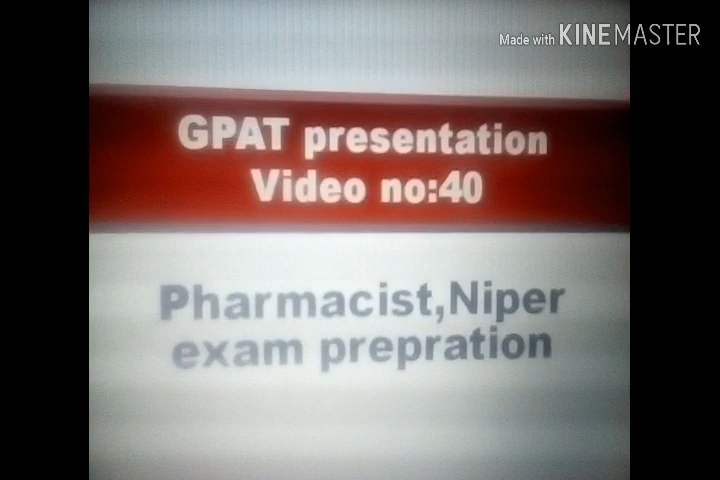 Made with KINEMASTER
GPAT presentation
Video no:40
Pharmacist,Niper
exam prepration